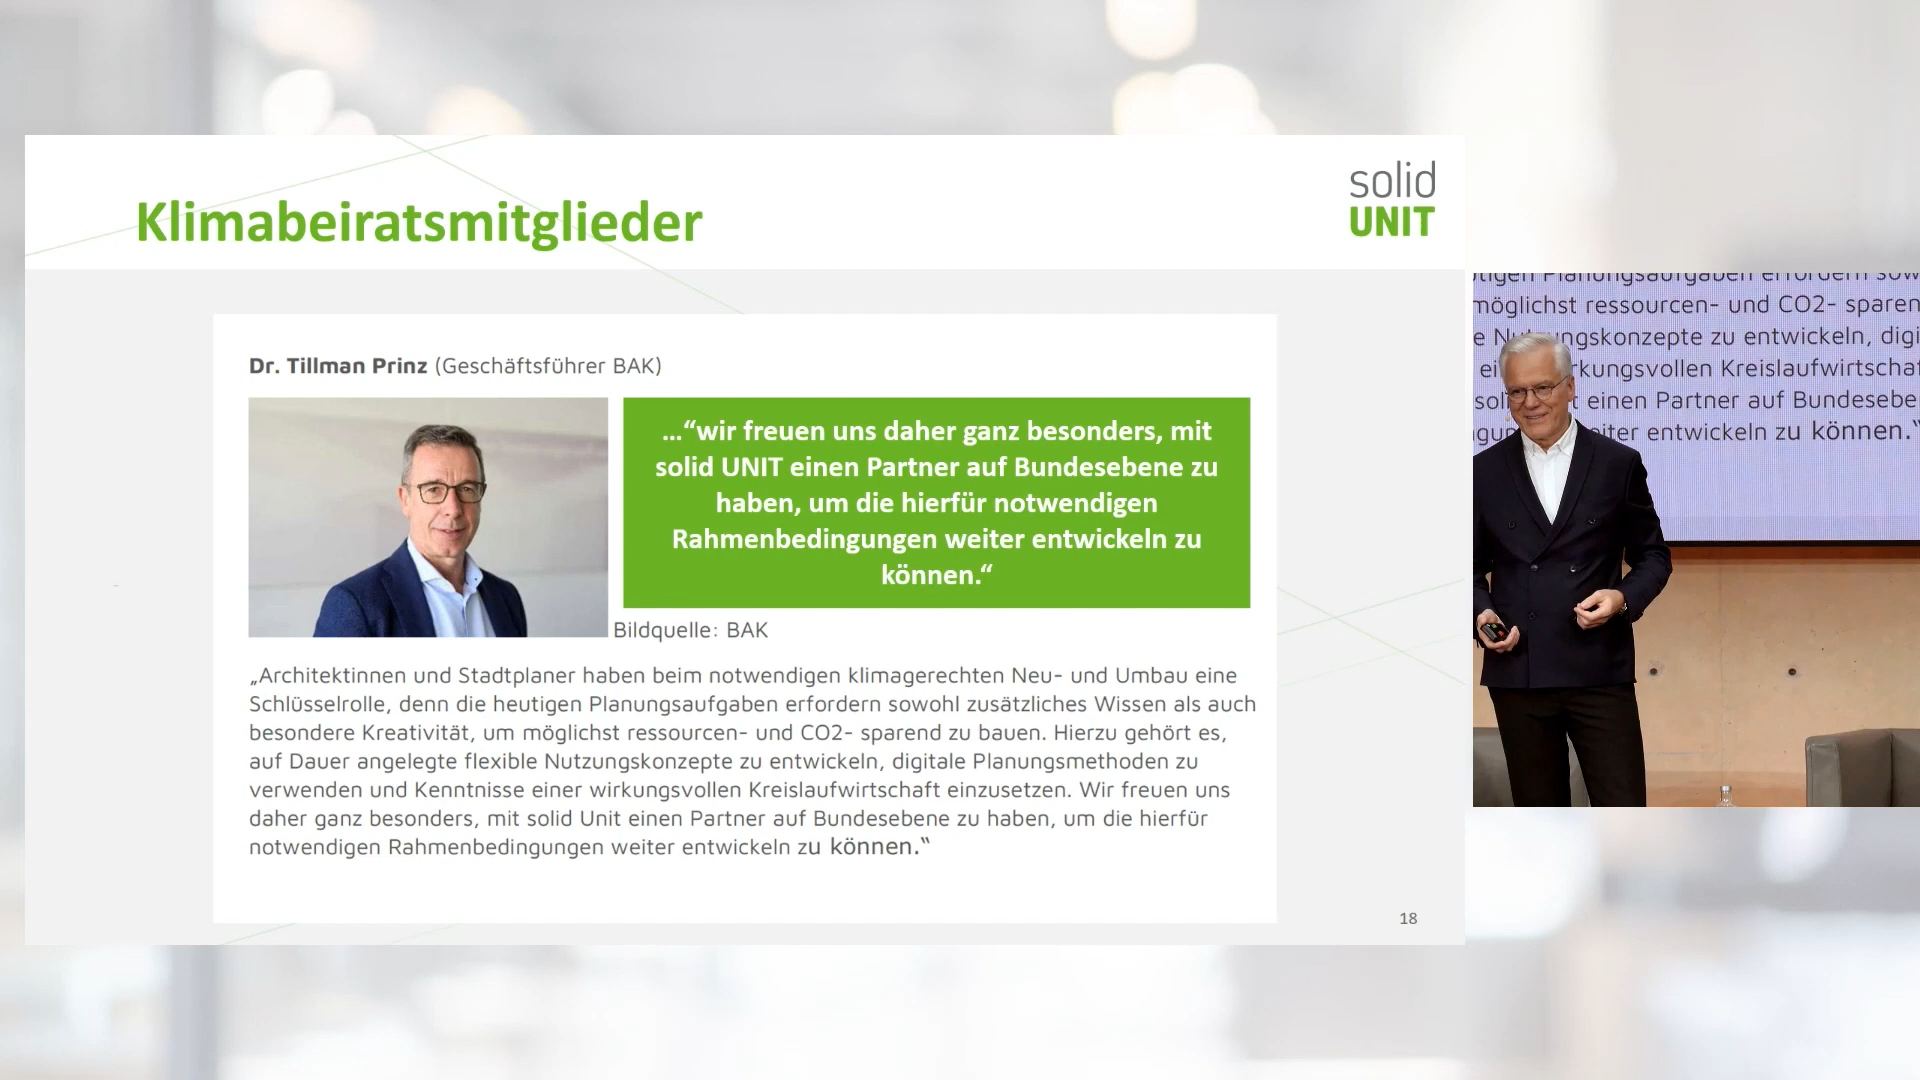 Klimabeiratsmitglieder
solid
UNIT
Dr. Tillman Prinz (Geschäftsführer BAK)
...“wir freuen uns daher ganz besonders, mit
solid UNIT einen Partner auf Bundesebene zu
haben, um die hierfür notwendigen
Rahmenbedingungen weiter entwickeln zu
können.“
Bildquelle: BAK
„Architektinnen und Stadtplaner haben beim notwendigen klimagerechten Neu- und Umbau eine
Schlüsselrolle, denn die heutigen Planungsaufgaben erfordern sowohl zusätzliches Wissen als auch
besondere Kreativität, um möglichst ressourcen- und CO2- sparend zu bauen. Hierzu gehört es,
auf Dauer angelegte flexible Nutzungskonzepte zu entwickeln, digitale Planungsmethoden zu
verwenden und Kenntnisse einer wirkungsvollen Kreislaufwirtschaft einzusetzen. Wir freuen uns
daher ganz besonders, mit solid Unit einen Partner auf Bundesebene zu haben, um die hierfür
notwendigen Rahmenbedingungen weiter entwickeln zu können.“
18
Planungsaufgaben erfordern
möglichst ressourcen- und CO2- sparen
zu entwickeln, digi
Kreislaufwirtschaf
einen Partner auf Bundesebe
weiter entwickeln zu können.“